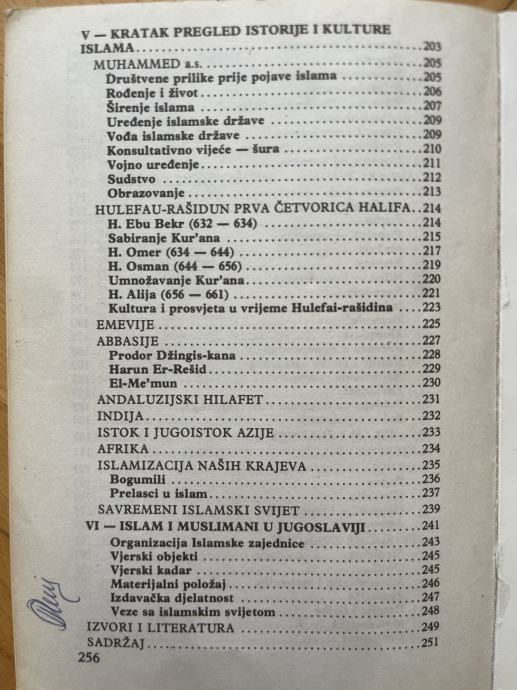 V — KRATAK PREGLED ISTORIJE I KULTURE
ISLAMA.......................................203
MUHAMMED a.s. ...............................205
Društvene prilike prije pojave islama ............205
Rođenje i život...............................206
Širenje islama ...............................207
Uređenje islamske države ......................209
Vođa islamske države .........................209
Konsultativno vijeće — šura ....................210
Vojno uređenje...............................211
Sudstvo .....................................212
Obrazovanje.................................213
HULEFAU-RAŠIDUN PRVA ČETVORICA HALIFA..214
H. Ebu Bekr (632 — 634) .......................214
Sabiranje Kur'ana ............................215
H. Omer (634 — 644)..........................217
H. Osman (644 — 656).........................219
Umnožavanje Kur'ana.........................220
H. Alija (656 — 661)...........................221
Kultura i prosvjeta u vrijeme Hulefai-rašidina ....223
EMEVIJE .....................................225
ABBASIJE ....................................227
Prodor Džingis-kana ..........................228
Harun Er-Rešid...............................229
El-Me'mun ...................................230
ANDALUZIJSKI HILAFET.......................231
INDIJA.......................................232
ISTOK I JUGOISTOK AZIJE .....................233
AFRIKA ......................................234
ISLAMIZACIJA NAŠIH KRAJEVA .................235
Bogumili ....................................236
Prelasci u islam...............................237
SAVREMENI ISLAMSKI SVIJET ..................239
VI — ISLAM I MUSLIMANI U JUGOSLAVIJI........241
Organizacija Islamske zajednice .................243
Vjerski objekti ................................245
Vjerski kadar ................................245
Materijalni položaj ............................246
Izdavačka djelatnost ..........................247
Veze sa islamskim svijetom .....................248
IZVORI I LITERATURA .........................249
SADRŽAJ.....................................251
256